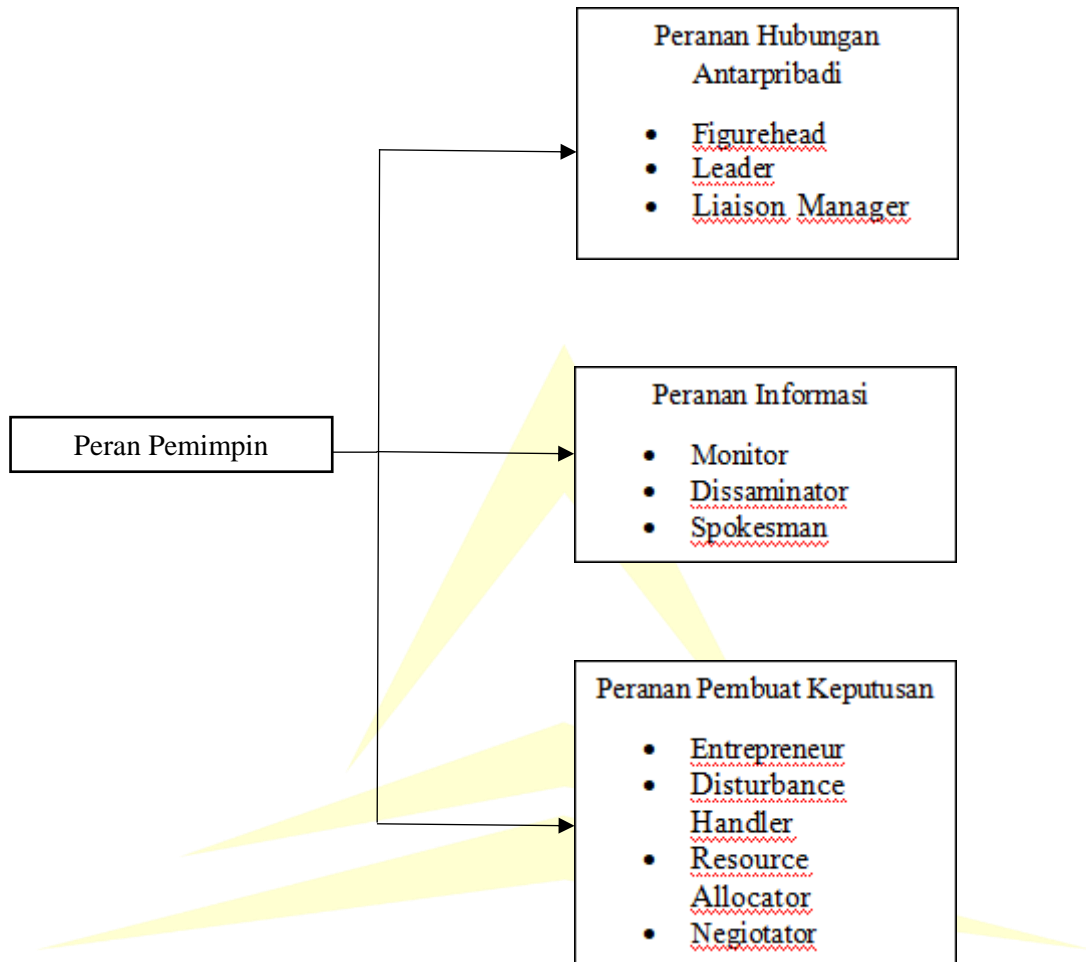 Peranan Hubungan
Antarpribadi
• Figurehead
• Leader
• Liaison Manager
Peran Pemimpin
Peranan Informasi
• Monitor
• Dissaminator
• Spokesman
Peranan Pembuat Keputusan
• Entrepreneur
• Disturbance
Handler
• Resource
Allocator
• Negiotator